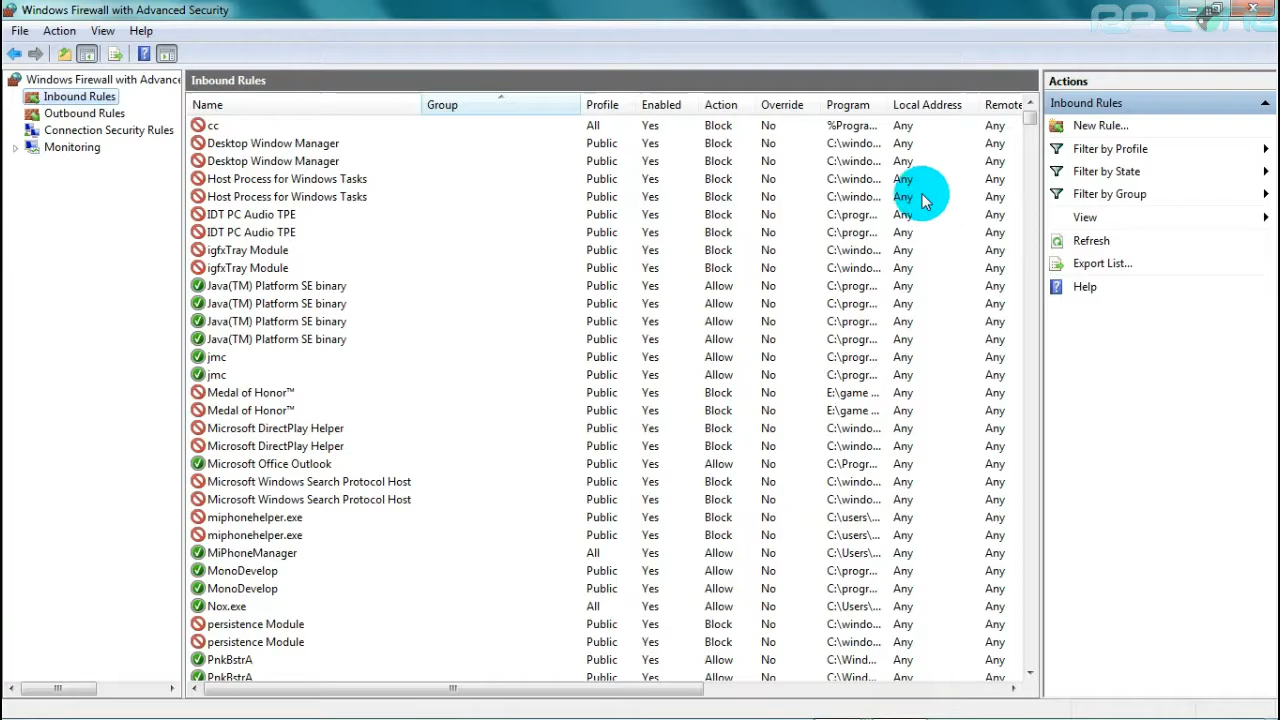 Windows Firewall with Advanced Security
File Action View Help
Windows Firewall with Advance
Inbound Rules
Outbound Rules
Connection Security Rules
Monitoring
Inbound Rules
Name Group Profile Enabled Action Override Program Local Address Remote
cc All Yes Block No %Progra... Any Any
Desktop Window Manager Public Yes Block No C:\windo... Any Any
Desktop Window Manager Public Yes Block No C:\windo... Any Any
Host Process for Windows Tasks Public Yes Block No C:\windo... Any Any
Host Process for Windows Tasks Public Yes Block No C:\windo... Any Any
IDT PC Audio TPE Public Yes Block No C:\progr... Any Any
IDT PC Audio TPE Public Yes Block No C:\progr... Any Any
igfxTray Module Public Yes Block No C:\windo... Any Any
igfxTray Module Public Yes Block No C:\windo... Any Any
Java(TM) Platform SE binary Public Yes Allow No C:\progr... Any Any
Java(TM) Platform SE binary Public Yes Allow No C:\progr... Any Any
Java(TM) Platform SE binary Public Yes Allow No C:\progr... Any Any
Java(TM) Platform SE binary Public Yes Allow No C:\progr... Any Any
jmc Public Yes Allow No C:\progr... Any Any
jmc Public Yes Allow No C:\progr... Any Any
Medal of Honor™ Public Yes Block No E:\game ... Any Any
Medal of Honor™ Public Yes Block No E:\game ... Any Any
Microsoft DirectPlay Helper Public Yes Block No C:\windo... Any Any
Microsoft DirectPlay Helper Public Yes Block No C:\windo... Any Any
Microsoft Office Outlook Public Yes Allow No C:\Progr... Any Any
Microsoft Windows Search Protocol Host Public Yes Block No C:\windo... Any Any
Microsoft Windows Search Protocol Host Public Yes Block No C:\windo... Any Any
miphonehelper.exe Public Yes Block No C:\users\... Any Any
miphonehelper.exe Public Yes Block No C:\users\... Any Any
MiPhoneManager All Yes Allow No C:\Users\... Any Any
MonoDevelop Public Yes Allow No C:\progr... Any Any
MonoDevelop Public Yes Allow No C:\progr... Any Any
Nox.exe All Yes Allow No C:\Users\... Any Any
persistence Module Public Yes Block No C:\windo... Any Any
persistence Module Public Yes Block No C:\windo... Any Any
PnkBstrA Public Yes Allow No C:\Wind... Any Any
PnkBstrA Public Yes Allow No C:\Wind... Any Any
Actions
Inbound Rules
New Rule...
Filter by Profile
Filter by State
Filter by Group
View
Refresh
Export List...
Help